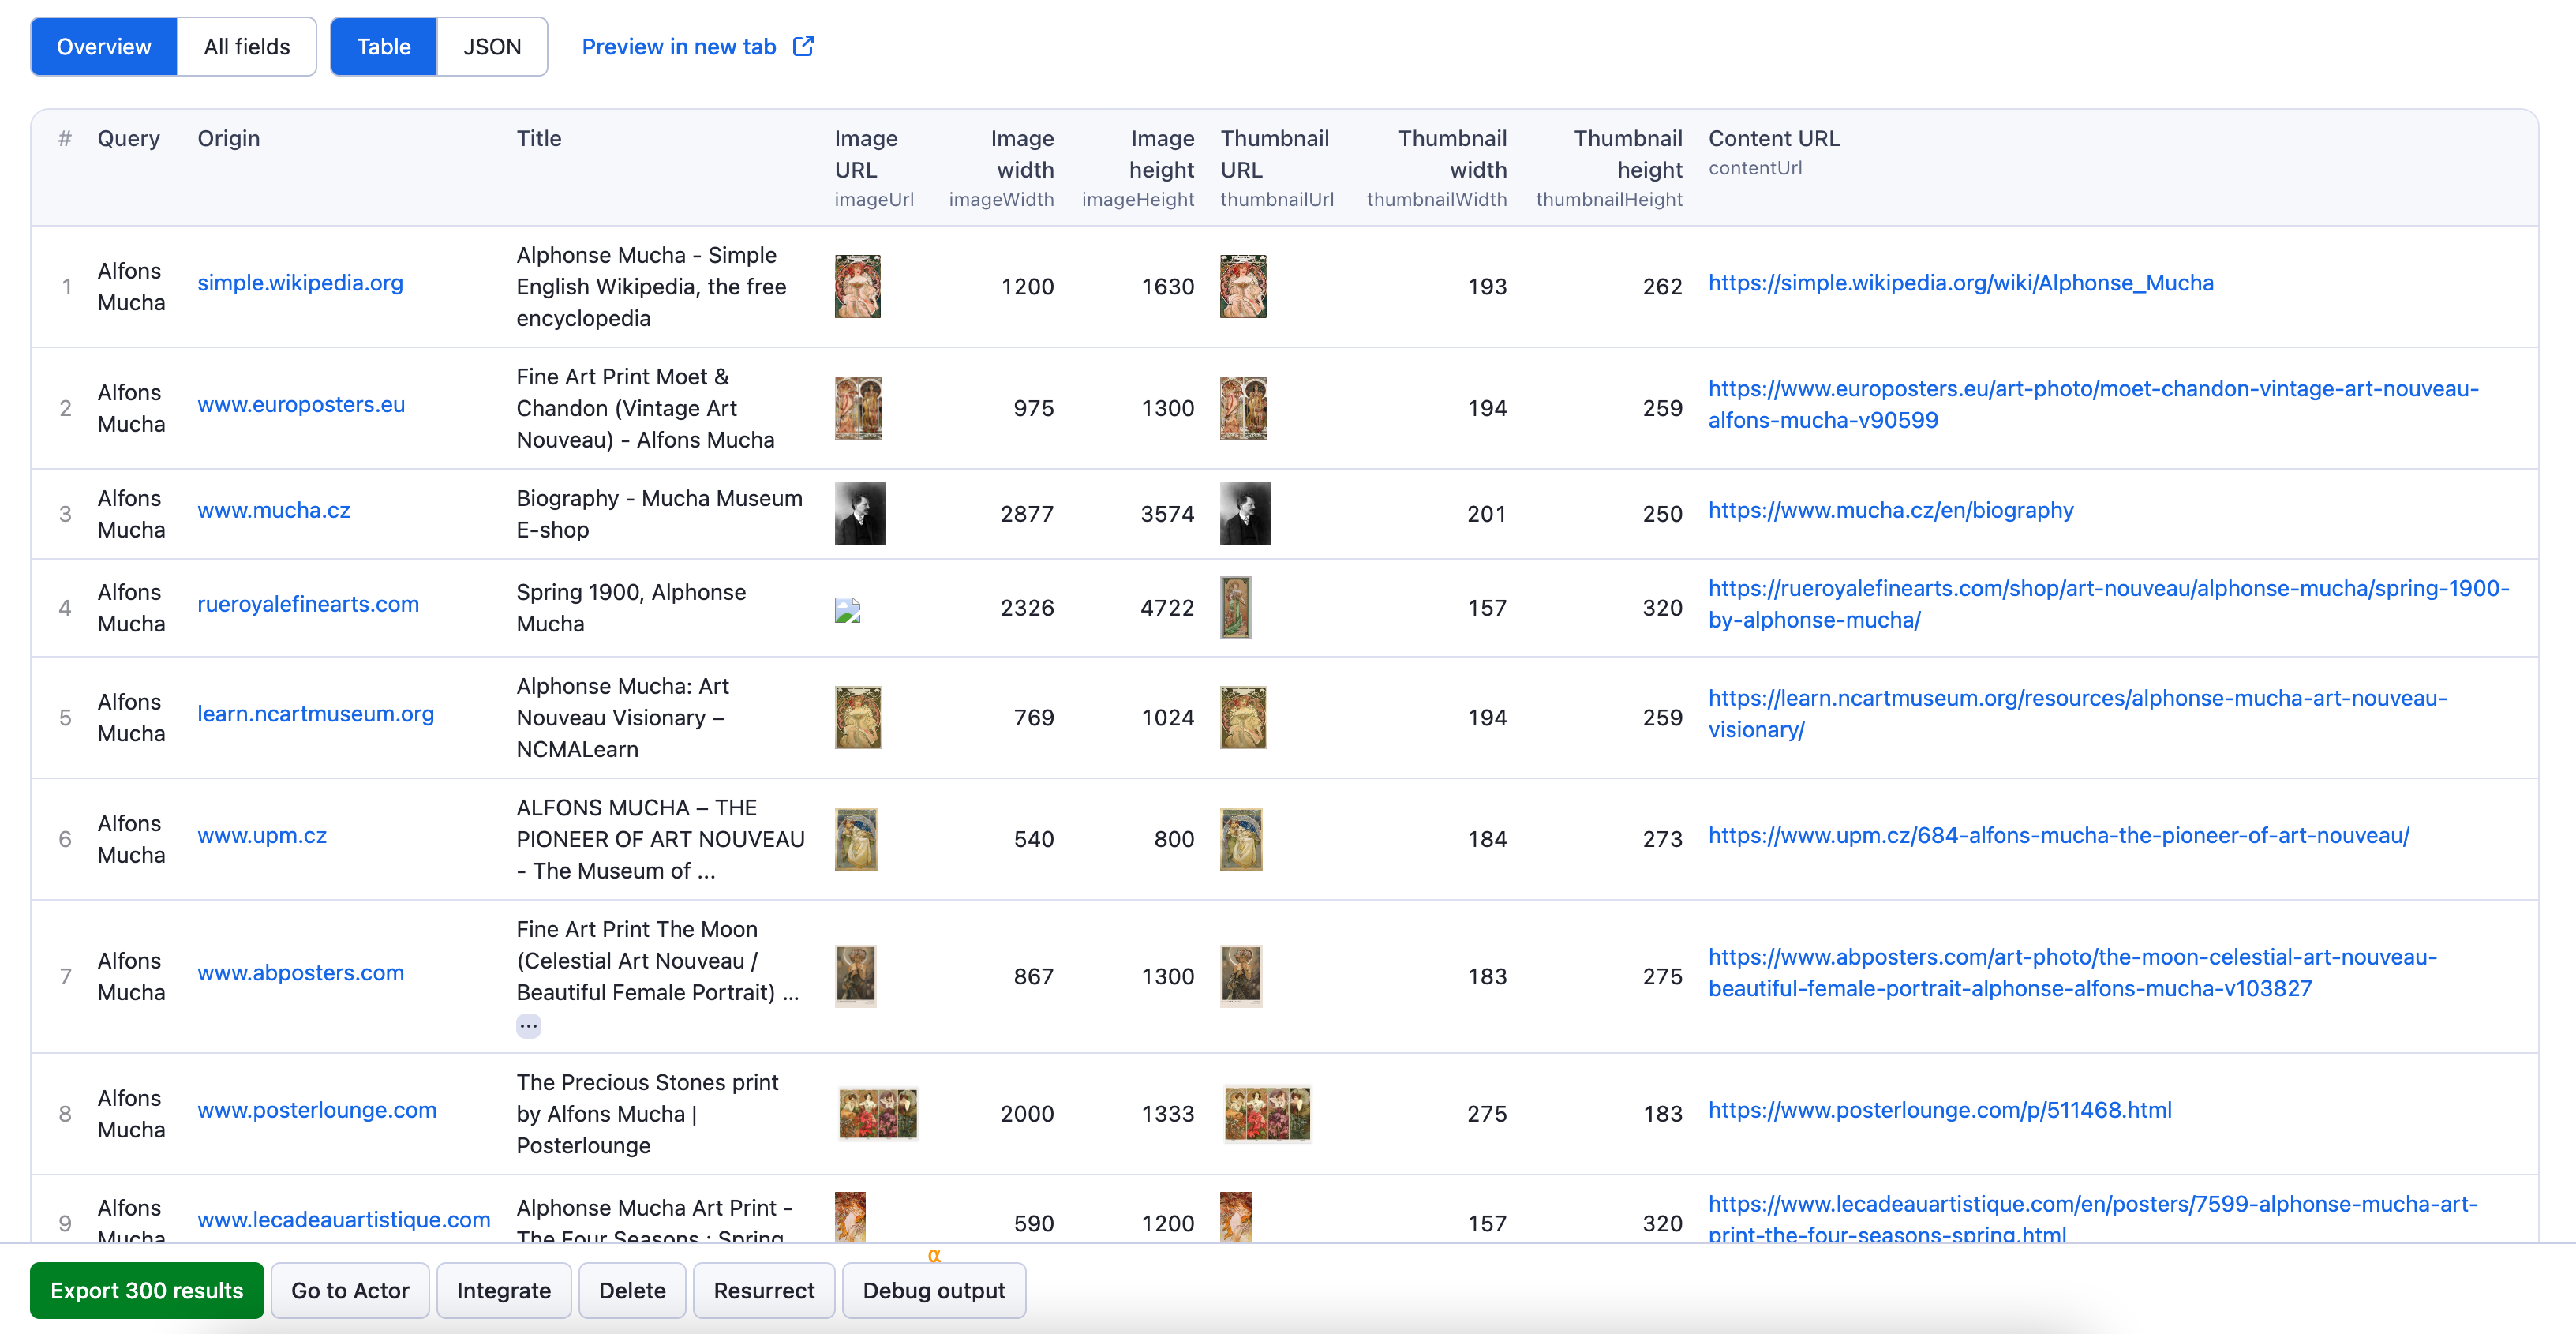 Overview All fields Table JSON Preview in new tab
# Query Origin Title Image Image Image Thumbnail Thumbnail Thumbnail Content URL
URL width height URL width height contentUrl
imageUrl imageWidth imageHeight thumbnailUrl thumbnailWidth thumbnailHeight
1 Alfons Mucha simple.wikipedia.org Alphonse Mucha - Simple 1200 1630 193 262 https://simple.wikipedia.org/wiki/Alphonse_Mucha
English Wikipedia, the free
encyclopedia
2 Alfons Mucha www.europosters.eu Fine Art Print Moet & 975 1300 194 259 https://www.europosters.eu/art-photo/moet-chandon-vintage-art-nouveau-
Chandon (Vintage Art alfons-mucha-v90599
Nouveau) - Alfons Mucha
3 Alfons Mucha www.mucha.cz Biography - Mucha Museum 2877 3574 201 250 https://www.mucha.cz/en/biography
E-shop
4 Alfons Mucha rueroyalefinearts.com Spring 1900, Alphonse 2326 4722 157 320 https://rueroyalefinearts.com/shop/art-nouveau/alphonse-mucha/spring-1900-
Mucha by-alphonse-mucha/
5 Alfons Mucha learn.ncartmuseum.org Alphonse Mucha: Art 769 1024 194 259 https://learn.ncartmuseum.org/resources/alphonse-mucha-art-nouveau-
Nouveau Visionary – visionary/
NCMALearn
6 Alfons Mucha www.upm.cz ALFONS MUCHA – THE 540 800 184 273 https://www.upm.cz/684-alfons-mucha-the-pioneer-of-art-nouveau/
PIONEER OF ART NOUVEAU
- The Museum of ...
7 Alfons Mucha www.abposters.com Fine Art Print The Moon 867 1300 183 275 https://www.abposters.com/art-photo/the-moon-celestial-art-nouveau-
(Celestial Art Nouveau / beautiful-female-portrait-alphonse-alfons-mucha-v103827
Beautiful Female Portrait) ...
...
8 Alfons Mucha www.posterlounge.com The Precious Stones print 2000 1333 275 183 https://www.posterlounge.com/p/511468.html
by Alfons Mucha |
Posterlounge
9 Alfons Mucha www.lecadeauartistique.com Alphonse Mucha Art Print - 590 1200 157 320 https://www.lecadeauartistique.com/en/posters/7599-alphonse-mucha-art-
The Four Seasons : Spring print-the-four-seasons-spring.html
α
Export 300 results Go to Actor Integrate Delete Resurrect Debug output